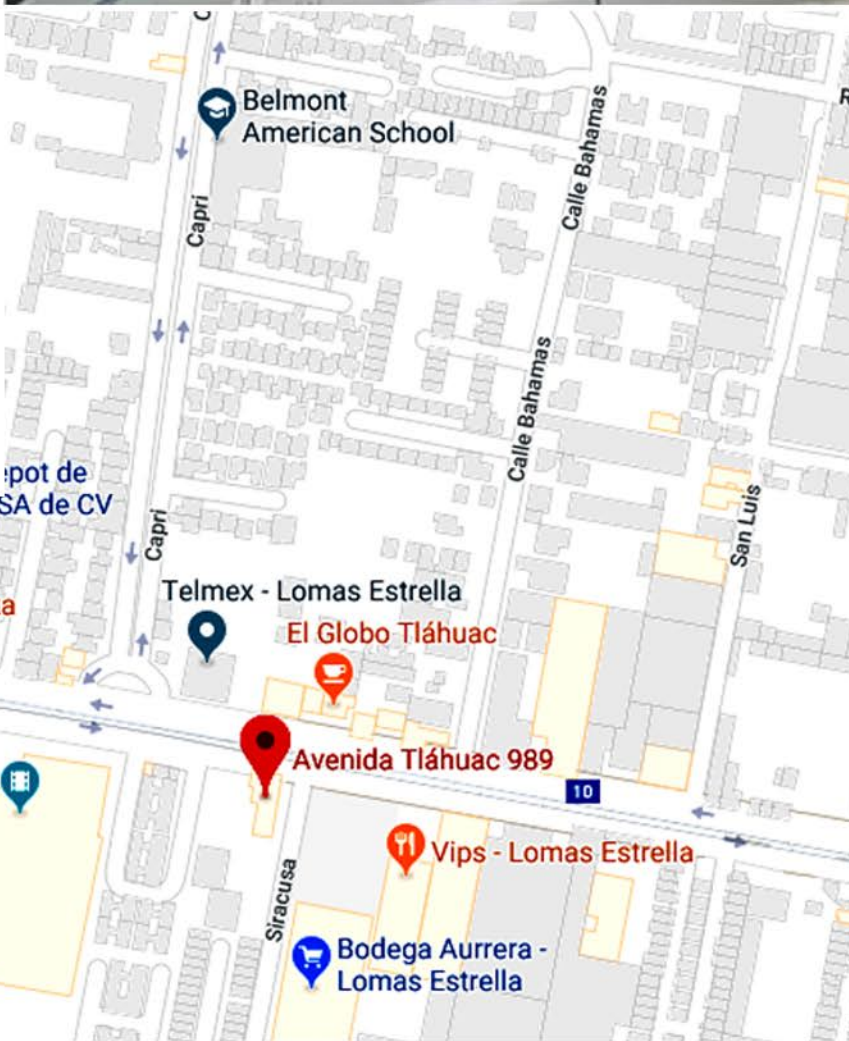 Belmont
American School
Calle Bahamas
Capri
Calle Bahamas
epot de
SA de CV
San Luis
Capri
Telmex - Lomas Estrella
El Globo Tláhuac
Avenida Tláhuac 989
10
Vips - Lomas Estrella
Siracusa
Bodega Aurrera -
Lomas Estrella